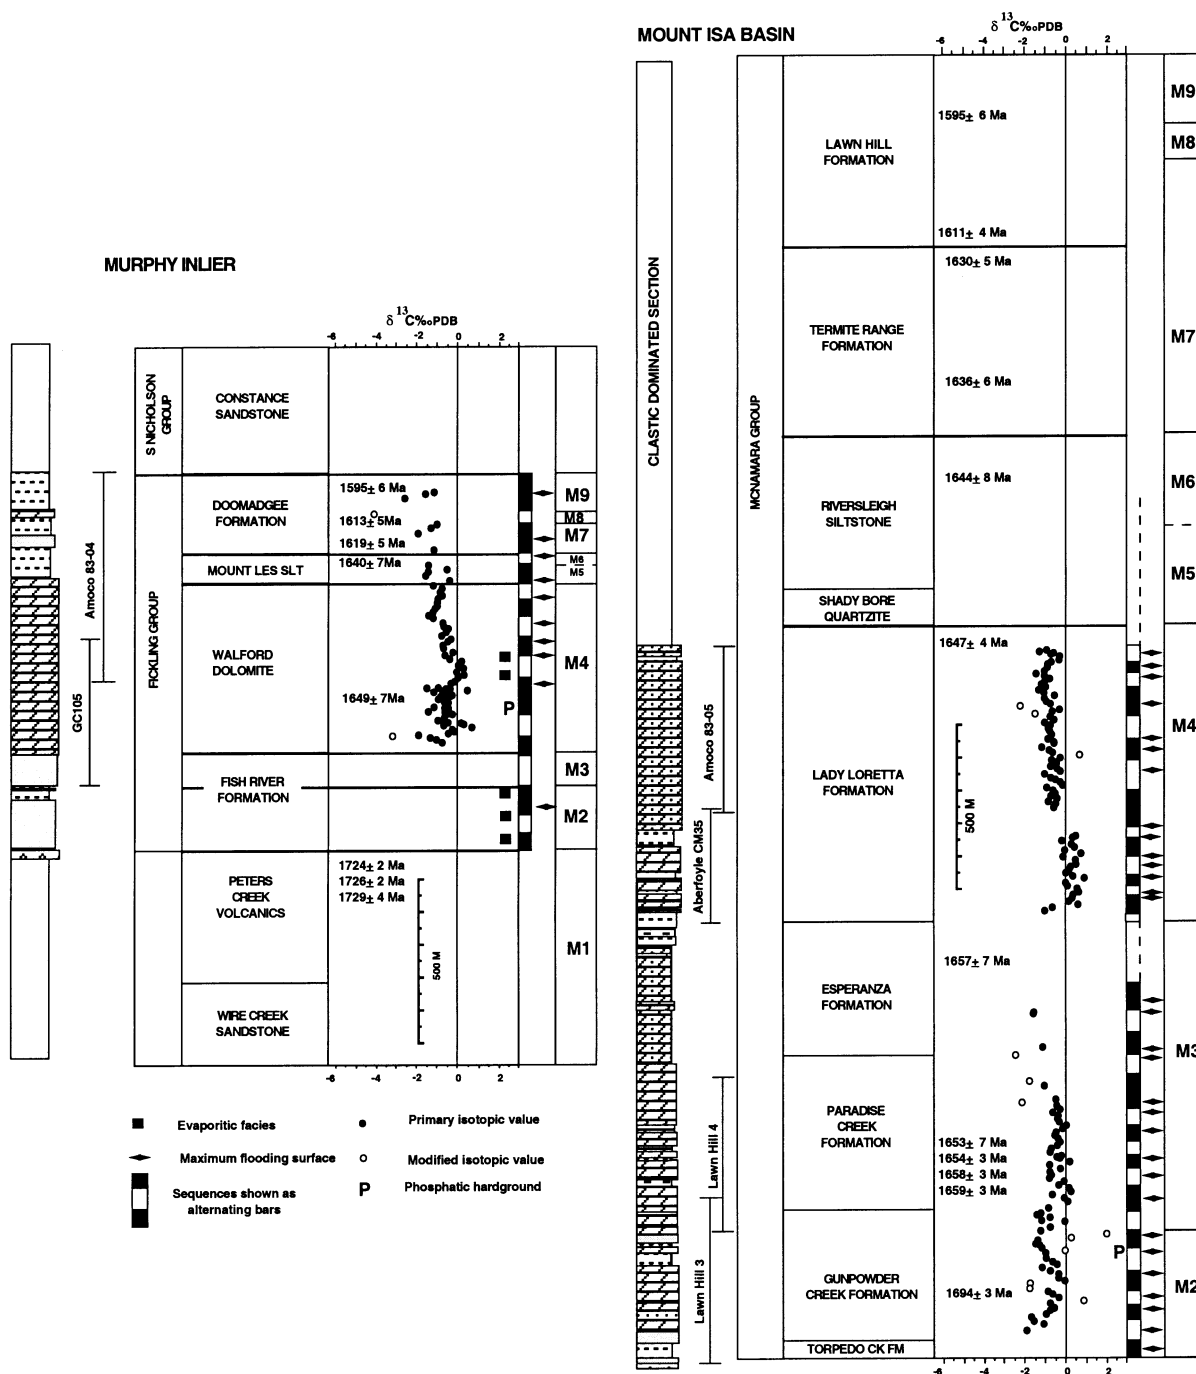 MURPHY INLIER
δ 13C‰PDB
-6 -4 -2 0 2
S NICHOLSON GROUP
CONSTANCE
SANDSTONE
FICKLING GROUP
DOOMADGEE
FORMATION
1595± 6 Ma
1613± 5Ma
1619± 5 Ma
MOUNT LES SLT
1640± 7Ma
WALFORD
DOLOMITE
1649± 7Ma
P
FISH RIVER
FORMATION
PETERS
CREEK
VOLCANICS
1724± 2 Ma
1726± 2 Ma
1729± 4 Ma
500 M
WIRE CREEK
SANDSTONE
M9
M8
M7
M6
M5
M4
M3
M2
M1
Amoco 83-04
GC105
-6 -4 -2 0 2
Evaporitic facies
Maximum flooding surface
Sequences shown as
alternating bars
Primary isotopic value
Modified isotopic value
P Phosphatic hardground
MOUNT ISA BASIN
δ 13C‰PDB
-6 -4 -2 0 2
CLASTIC DOMINATED SECTION
MCNAMARA GROUP
LAWN HILL
FORMATION
1595± 6 Ma
1611± 4 Ma
TERMITE RANGE
FORMATION
1630± 5 Ma
1636± 6 Ma
RIVERSLEIGH
SILTSTONE
1644± 8 Ma
SHADY BORE
QUARTZITE
LADY LORETTA
FORMATION
1647± 4 Ma
500 M
ESPERANZA
FORMATION
1657± 7 Ma
PARADISE
CREEK
FORMATION
1653± 7 Ma
1654± 3 Ma
1658± 3 Ma
1659± 3 Ma
GUNPOWDER
CREEK FORMATION
1694± 3 Ma
P
TORPEDO CK FM
M9
M8
M7
M6
M5
M4
M3
M2
Amoco 83-05
Aberfoyle CM35
Lawn Hill 4
Lawn Hill 3
-6 -4 -2 0 2